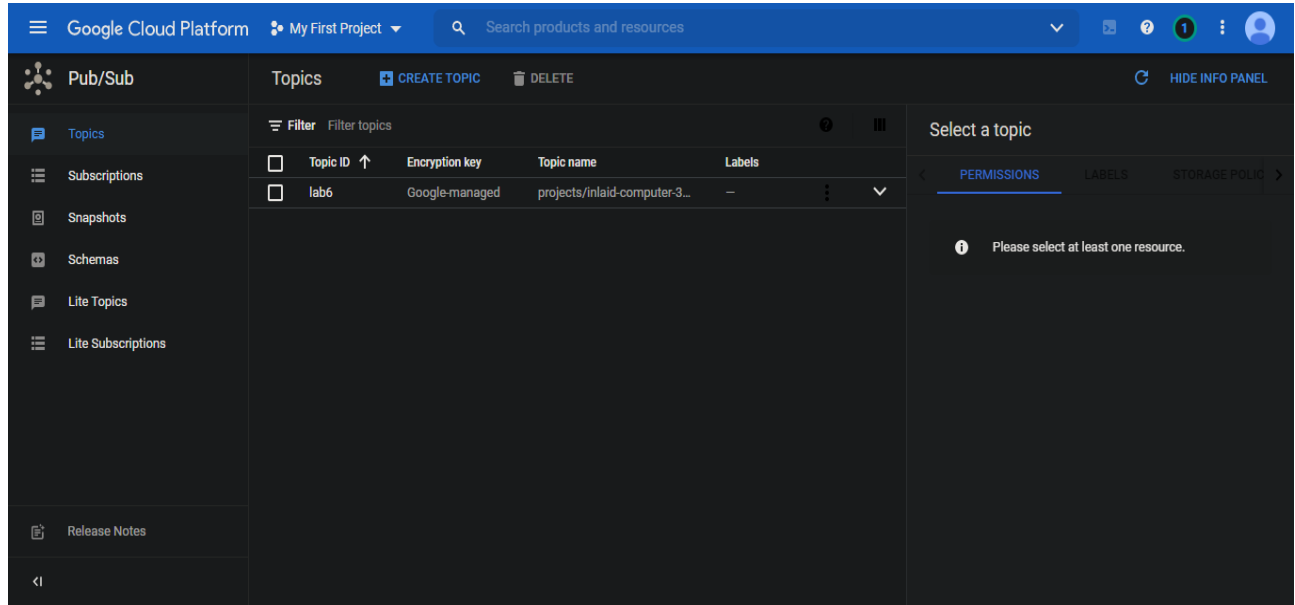 Google Cloud Platform My First Project Search products and resources 1
Pub/Sub
Topics
Subscriptions
Snapshots
Schemas
Lite Topics
Lite Subscriptions
Release Notes
Topics CREATE TOPIC DELETE HIDE INFO PANEL
Filter Filter topics
Topic ID Encryption key Topic name Labels
lab6 Google-managed projects/inlaid-computer-3... —
Select a topic
PERMISSIONS LABELS STORAGE POLIC
Please select at least one resource.